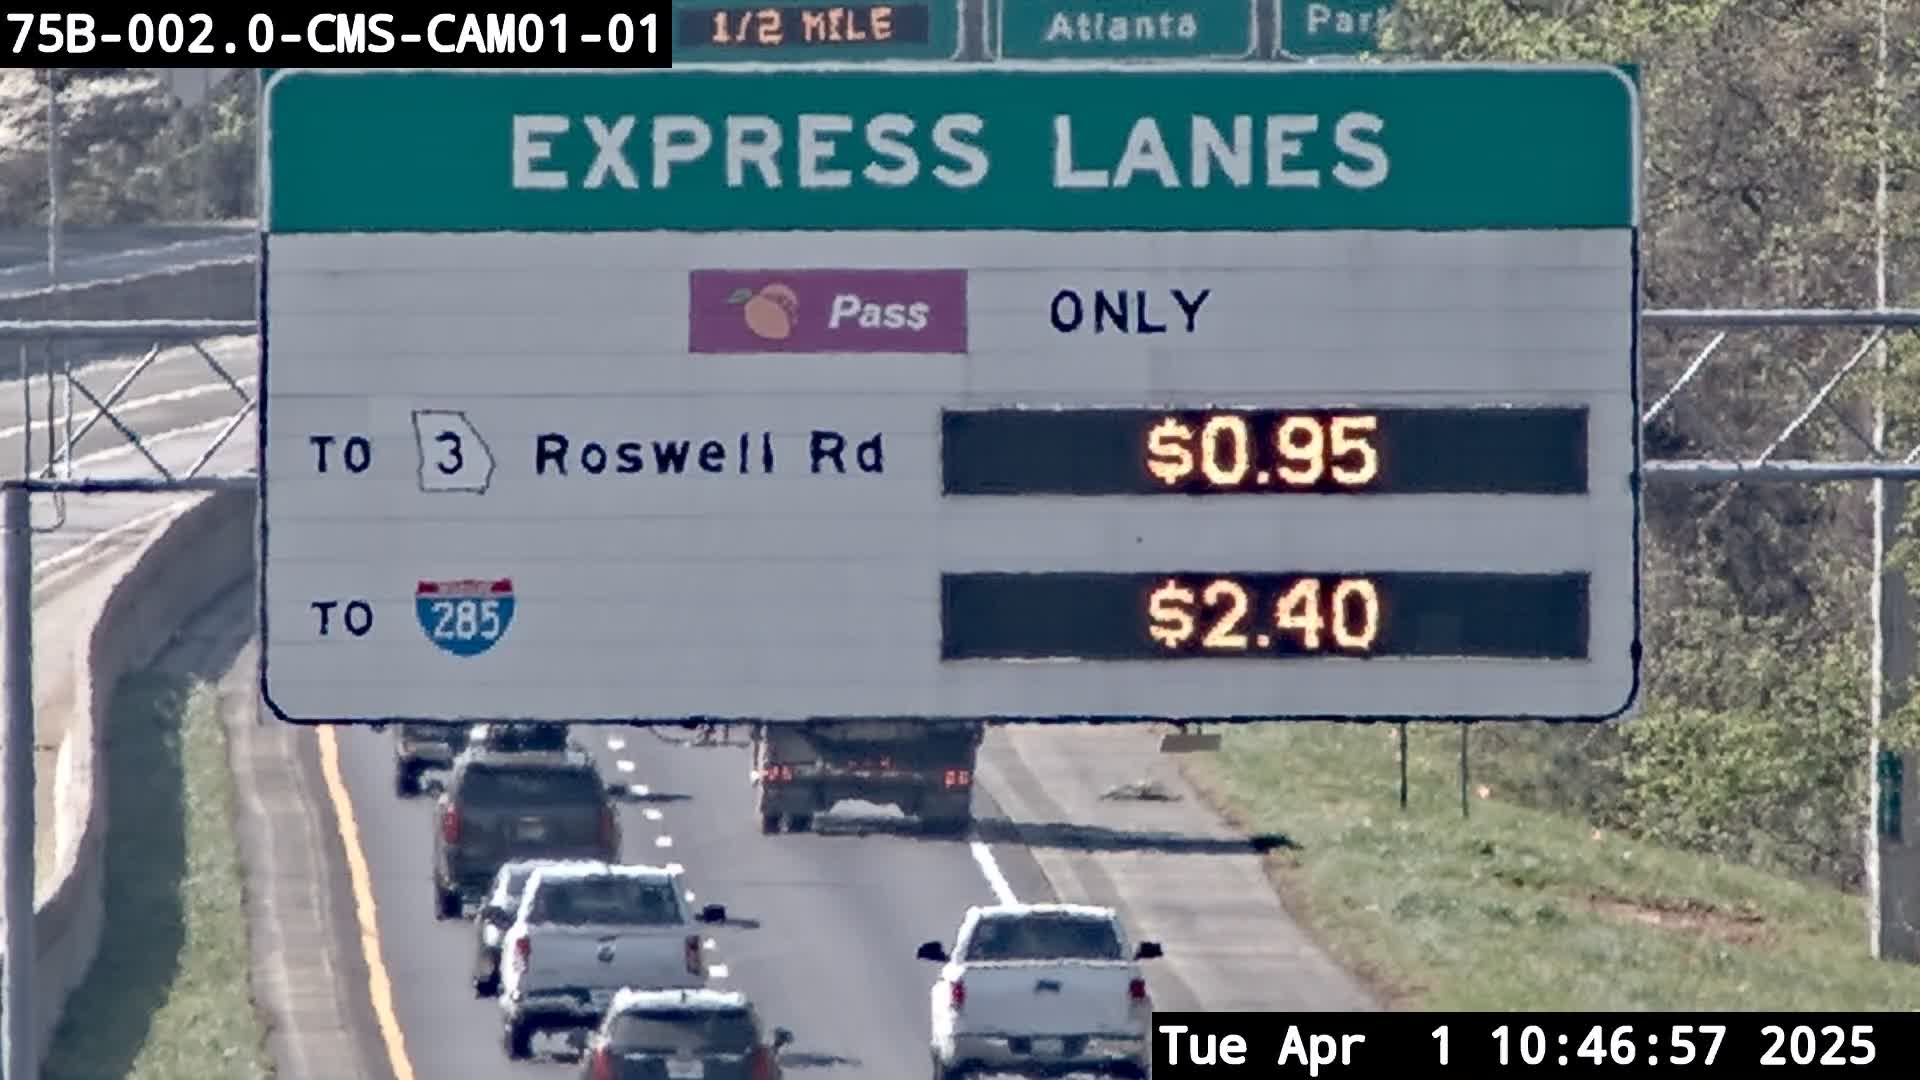 75B-002.0-CMS-CAM01-01
1/2 MILE
Atlanta
EXPRESS LANES
Pass ONLY
TO 3 Roswell Rd $0.95
TO 285 $2.40
Tue Apr 1 10:46:57 2025